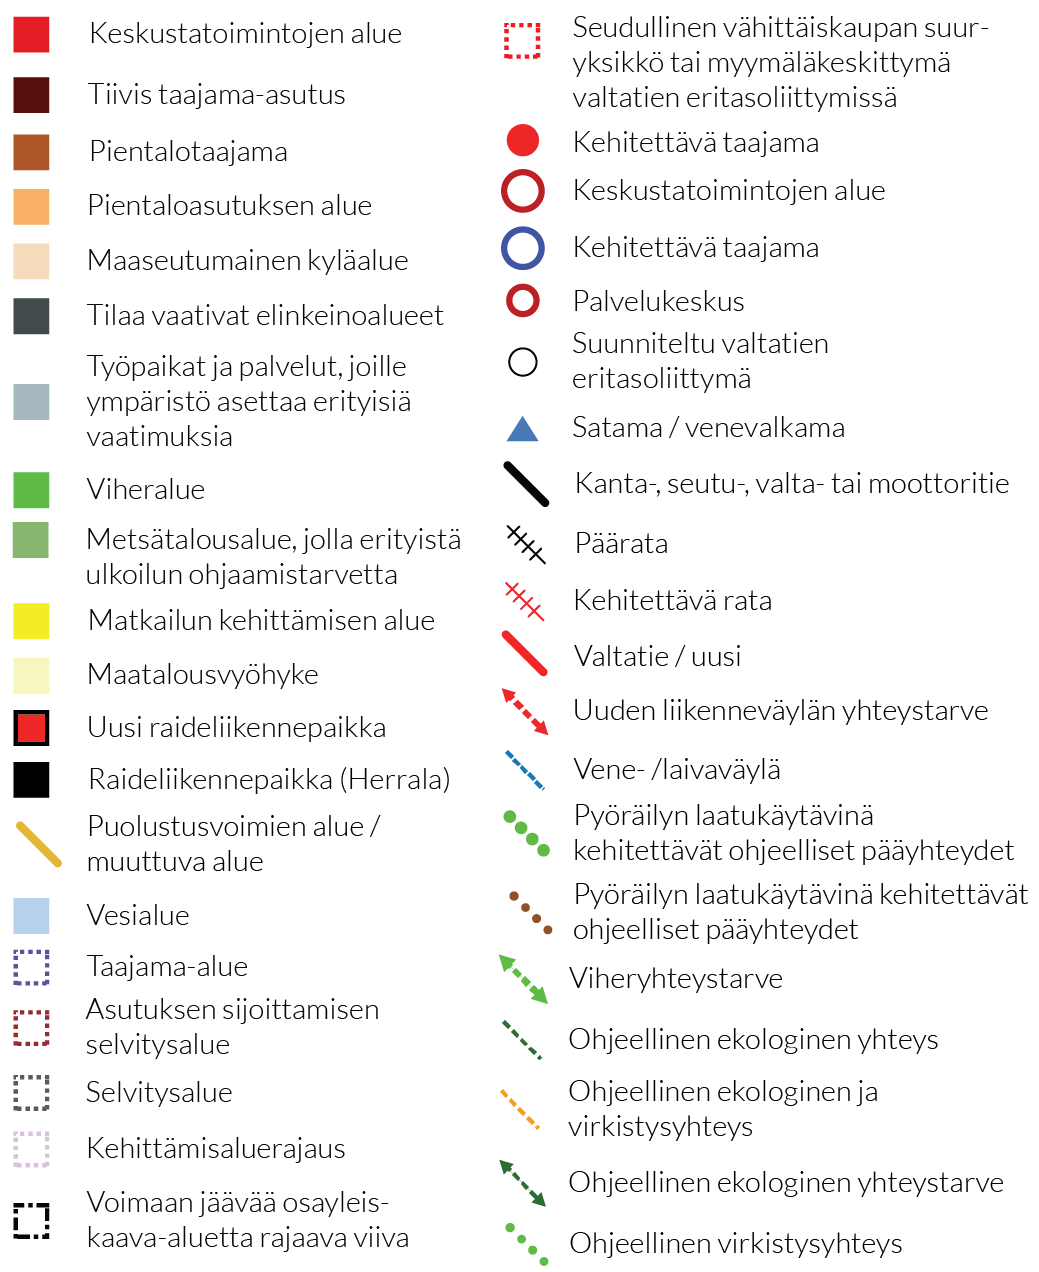 Keskustatoimintojen alue
Tiivis taajama-asutus
Pientalotaajama
Pientaloasutuksen alue
Maaseutumainen kyläalue
Tilaa vaativat elinkeinoalueet
Työpaikat ja palvelut, joille
ympäristö asettaa erityisiä
vaatimuksia
Viheralue
Metsätalousalue, jolla erityistä
ulkoilun ohjaamistarvetta
Matkailun kehittämisen alue
Maatalousvyöhyke
Uusi raideliikennepaikka
Raideliikennepaikka (Herrala)
Puolustusvoimien alue /
muuttuva alue
Vesialue
Taajama-alue
Asutuksen sijoittamisen
selvitysalue
Selvitysalue
Kehittämisaluerajaus
Voimaan jäävää osayleis-
kaava-aluetta rajaava viiva
Seudullinen vähittäiskaupan suur-
yksikkö tai myymäläkeskittymä
valtatien eritasoliittymissä
Kehitettävä taajama
Keskustatoimintojen alue
Kehitettävä taajama
Palvelukeskus
Suunniteltu valtatien
eritasoliittymä
Satama / venevalkama
Kanta-, seutu-, valta- tai moottoritie
Päärata
Kehitettävä rata
Valtatie / uusi
Uuden liikenneväylän yhteystarve
Vene- /laivaväylä
Pyöräilyn laatukäytävinä
kehitettävät ohjeelliset pääyhteydet
Pyöräilyn laatukäytävinä kehitettävät
ohjeelliset pääyhteydet
Viheryhteystarve
Ohjeellinen ekologinen yhteys
Ohjeellinen ekologinen ja
virkistysyhteys
Ohjeellinen ekologinen yhteystarve
Ohjeellinen virkistysyhteys